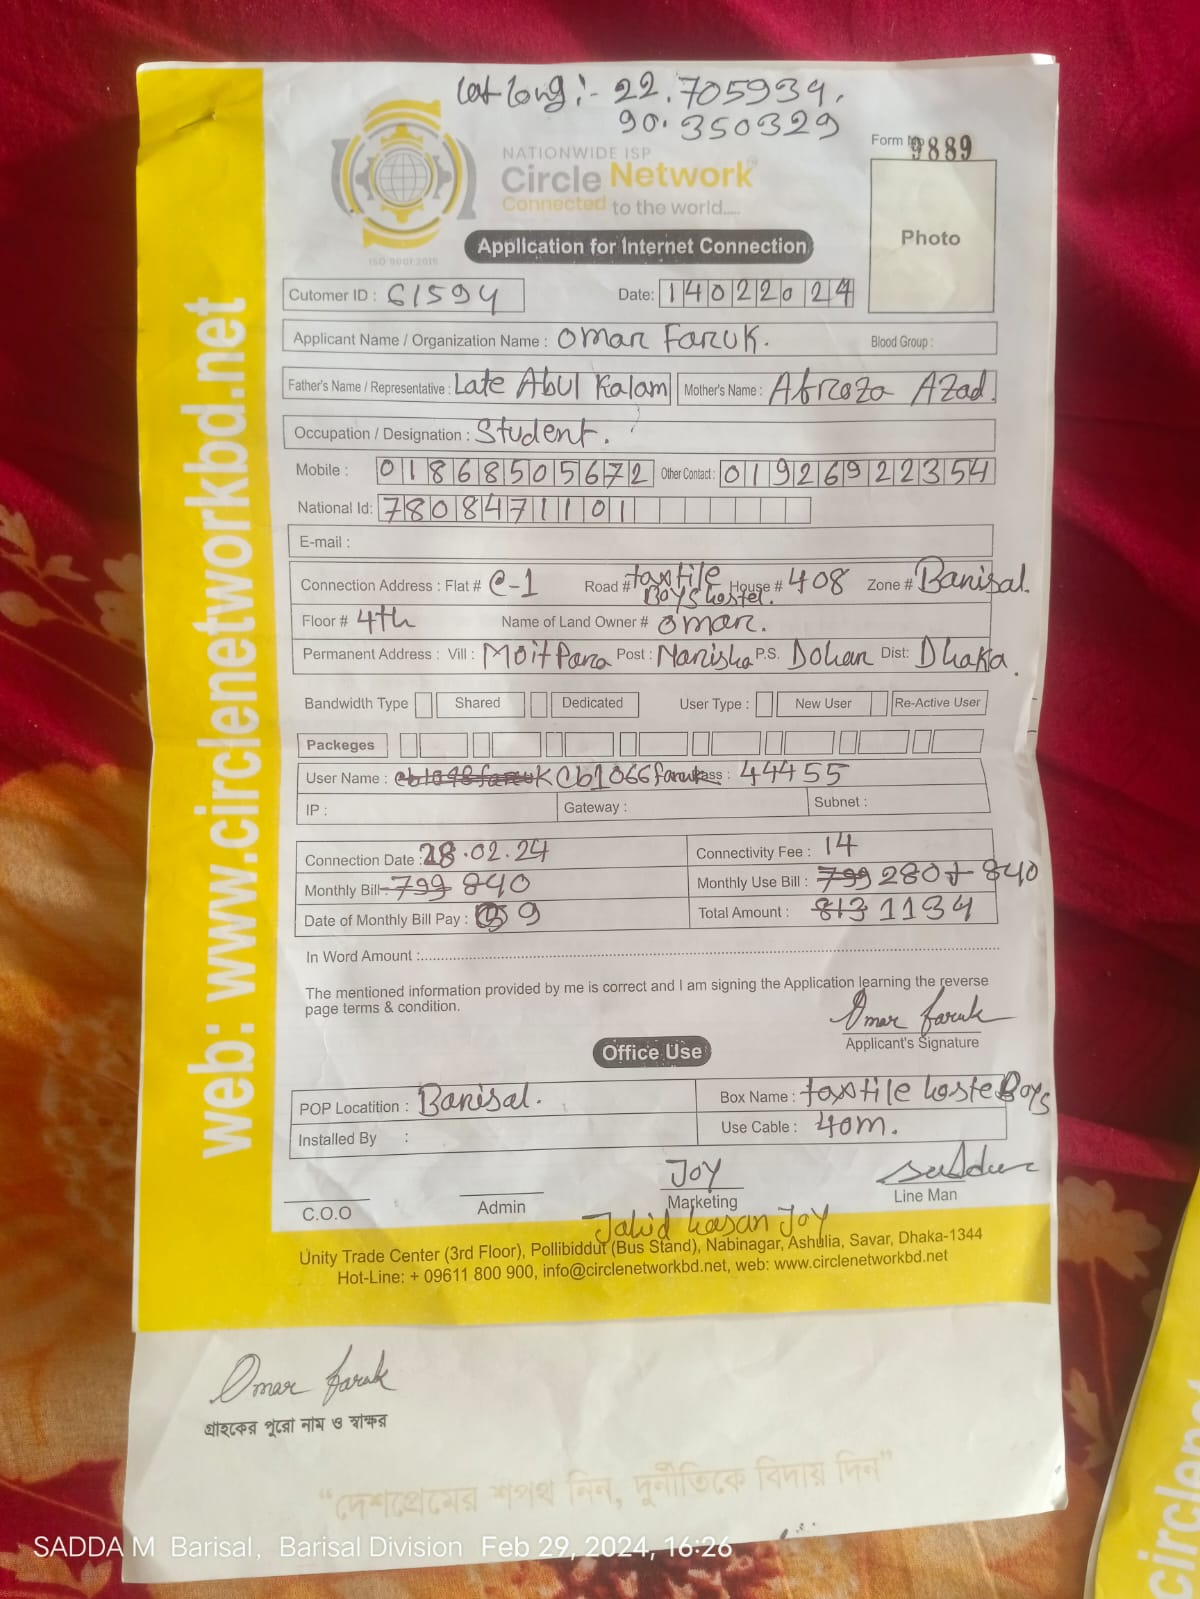 Lat Long :- 22.705934,
90.350329
Form No 9889
NATIONWIDE ISP
Circle Network
Connected to the world.....
ISO 9001:2015
Application for Internet Connection
Photo
Cutomer ID : 61594 Date: 14022024
Applicant Name / Organization Name : Omar Faruk. Blood Group :
Father's Name / Representative : Late Abul Kalam Mother's Name : Afroza Azad.
Occupation / Designation : Student.
Mobile : 01868505672 Other Contact : 01926922354
National Id: 7808471101
E-mail :
Connection Address : Flat # C-1 Road # taxtile Boys hostel. House # 408 Zone # Barisal.
Floor # 4th Name of Land Owner # Omar.
Permanent Address : Vill : Moit Para Post : Narisha P.S. Dohar Dist: Dhaka.
Bandwidth Type Shared Dedicated User Type : New User Re-Active User
Packeges
User Name : cb1098faruk cb1066faruk Pass : 44455
IP : Gateway : Subnet :
Connection Date : 28.02.24 Connectivity Fee : 14
Monthly Bill 799 840 Monthly Use Bill : 799 280+ 840
Date of Monthly Bill Pay : 9 Total Amount : 813 1134
In Word Amount :
The mentioned information provided by me is correct and I am signing the Application learning the reverse
page terms & condition.
Omar faruk
Applicant's Signature
Office Use
POP Locatition : Barisal. Box Name : taxtile hoste Boys
Installed By : Use Cable : 40m.
Joy
C.O.O Admin Marketing Line Man
Jahid hasan Joy
Unity Trade Center (3rd Floor), Pollibiddut (Bus Stand), Nabinagar, Ashulia, Savar, Dhaka-1344
Hot-Line: + 09611 800 900, info@circlenetworkbd.net, web: www.circlenetworkbd.net
web: www.circlenetworkbd.net
Omar faruk
গ্রাহকের পুরো নাম ও স্বাক্ষর
“দেশপ্রেমের শপথ নিন, দুর্নীতিকে বিদায় দিন”
SADDA M Barisal, Barisal Division Feb 29, 2024, 16:26
circlenet